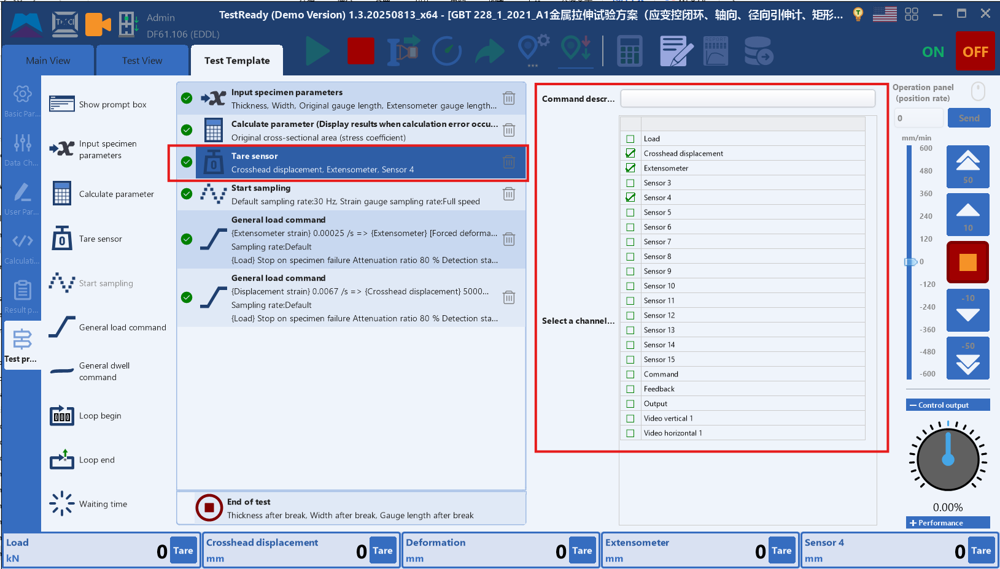 TestReady (Demo Version) 1.3.20250813_x64 - [GBT 228_1_2021_A1金属拉伸试验方案（应变控闭环、轴向、径向引伸计、矩形...
Admin
DF61.106 (EDDL)
Main View
Test View
Test Template
REPORT
ON
OFF
Basic Par...
Data Ch...
User Par...
Calculati...
Result p...
Test pr...
Show prompt box
Input specimen
parameters
Calculate parameter
Tare sensor
Start sampling
General load command
General dwell
command
Loop begin
Loop end
Waiting time
Input specimen parameters
Thickness, Width, Original gauge length, Extensometer gauge length...
Calculate parameter (Display results when calculation error occu...
Original cross-sectional area (stress coefficient)
Tare sensor
Crosshead displacement, Extensometer, Sensor 4
Start sampling
Default sampling rate:30 Hz, Strain gauge sampling rate:Full speed
General load command
{Extensometer strain} 0.00025 /s => {Extensometer} [Forced deforma...
Sampling rate:Default
{Load} Stop on specimen failure Attenuation ratio 80 % Detection sta...
General load command
{Displacement strain} 0.0067 /s => {Crosshead displacement} 5000...
Sampling rate:Default
{Load} Stop on specimen failure Attenuation ratio 80 % Detection sta...
End of test
Thickness after break, Width after break, Gauge length after break
Command descr...
Select a channel...
Load
Crosshead displacement
Extensometer
Sensor 3
Sensor 4
Sensor 5
Sensor 6
Sensor 7
Sensor 8
Sensor 9
Sensor 10
Sensor 11
Sensor 12
Sensor 13
Sensor 14
Sensor 15
Command
Feedback
Output
Video vertical 1
Video horizontal 1
Operation panel
(position rate)
0
Send
mm/min
600
480
360
240
120
0
-120
-240
-360
-480
-600
50
10
-10
-50
Control output
0.00%
Performance
Load
kN
0
Tare
Crosshead displacement
mm
0
Tare
Deformation
mm
0
Tare
Extensometer
mm
0
Tare
Sensor 4
mm
0
Tare